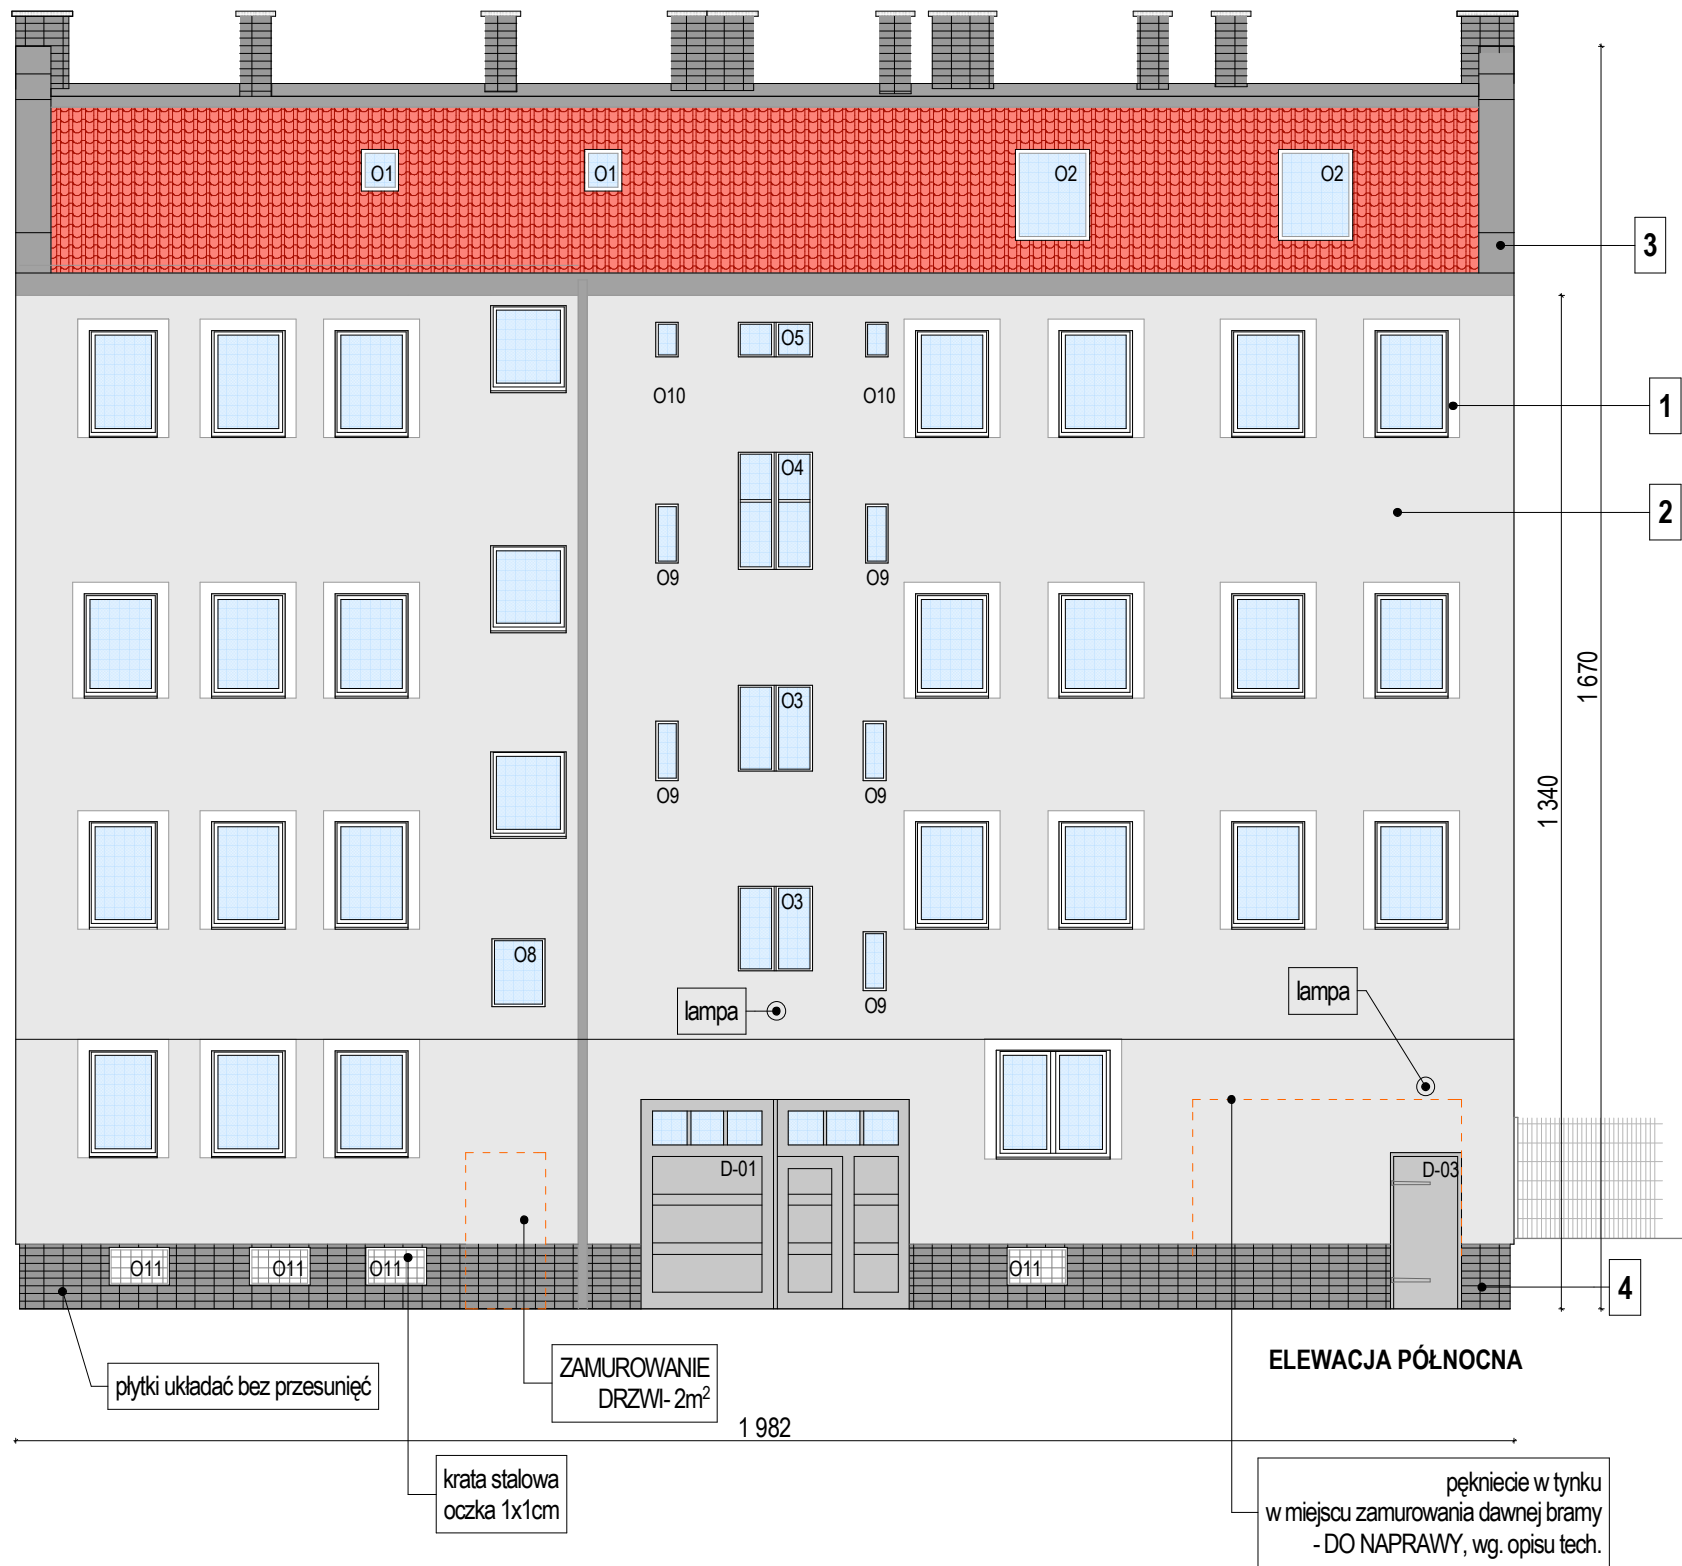 O1
O1
O2
O2
3
O5
O10
O10
1
O4
2
O9
O9
O3
1 670
O9
O9
1 340
O3
O8
O9
lampa
lampa
D-01
D-03
O11
O11
O11
O11
4
płytki układać bez przesunięć
ZAMUROWANIE
DRZWI- 2m²
ELEWACJA PÓŁNOCNA
1 982
krata stalowa
oczka 1x1cm
pękniecie w tynku
w miejscu zamurowania dawnej bramy
- DO NAPRAWY, wg. opisu tech.